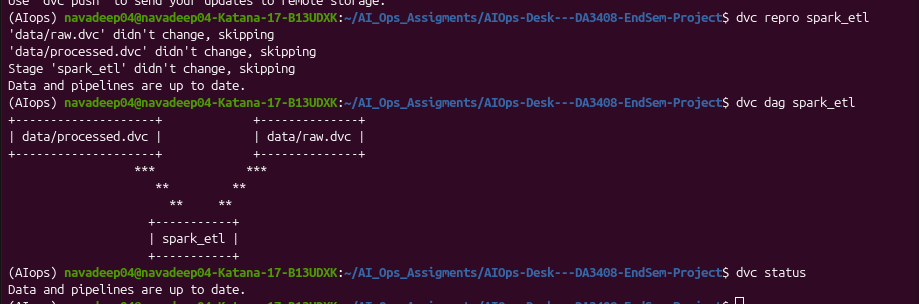 Use `dvc push` to send your updates to remote storage.
(AIops) navadeep04@navadeep04-Katana-17-B13UDXK:~/AI_Ops_Assigments/AIOps-Desk---DA3408-EndSem-Project$ dvc repro spark_etl
'data/raw.dvc' didn't change, skipping
'data/processed.dvc' didn't change, skipping
Stage 'spark_etl' didn't change, skipping
Data and pipelines are up to date.
(AIops) navadeep04@navadeep04-Katana-17-B13UDXK:~/AI_Ops_Assigments/AIOps-Desk---DA3408-EndSem-Project$ dvc dag spark_etl
+--------------------+             +--------------+
| data/processed.dvc |             | data/raw.dvc |
+--------------------+             +--------------+
                  ***             ***
                     **         **
                       **     **
                    +-----------+
                    | spark_etl |
                    +-----------+
(AIops) navadeep04@navadeep04-Katana-17-B13UDXK:~/AI_Ops_Assigments/AIOps-Desk---DA3408-EndSem-Project$ dvc status
Data and pipelines are up to date.
(AIops) navadeep04@navadeep04-Katana-17-B13UDXK:~/AI_Ops_Assigments/AIOps-Desk---DA3408-EndSem-Project$